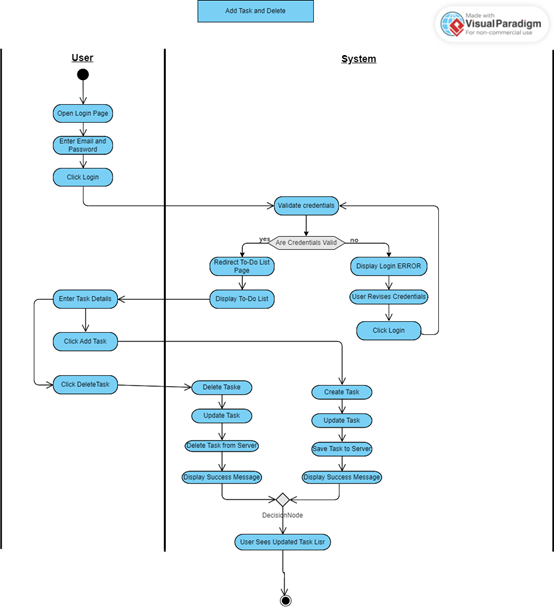 Add Task and Delete
Made with
VisualParadigm
For non-commercial use
User
System
Open Login Page
Enter Email and
Password
Click Login
Validate credentials
Are Credentials Valid
yes
no
Redirect To-Do List
Page
Display Login ERROR
Enter Task Details
Display To-Do List
User Revises Credentials
Click Login
Click Add Task
Click DeleteTask
Delete Taske
Create Task
Update Task
Update Task
Delete Task from Server
Save Task to Server
Display Success Message
Display Success Message
DecisionNode
User Sees Updated Task Lisr